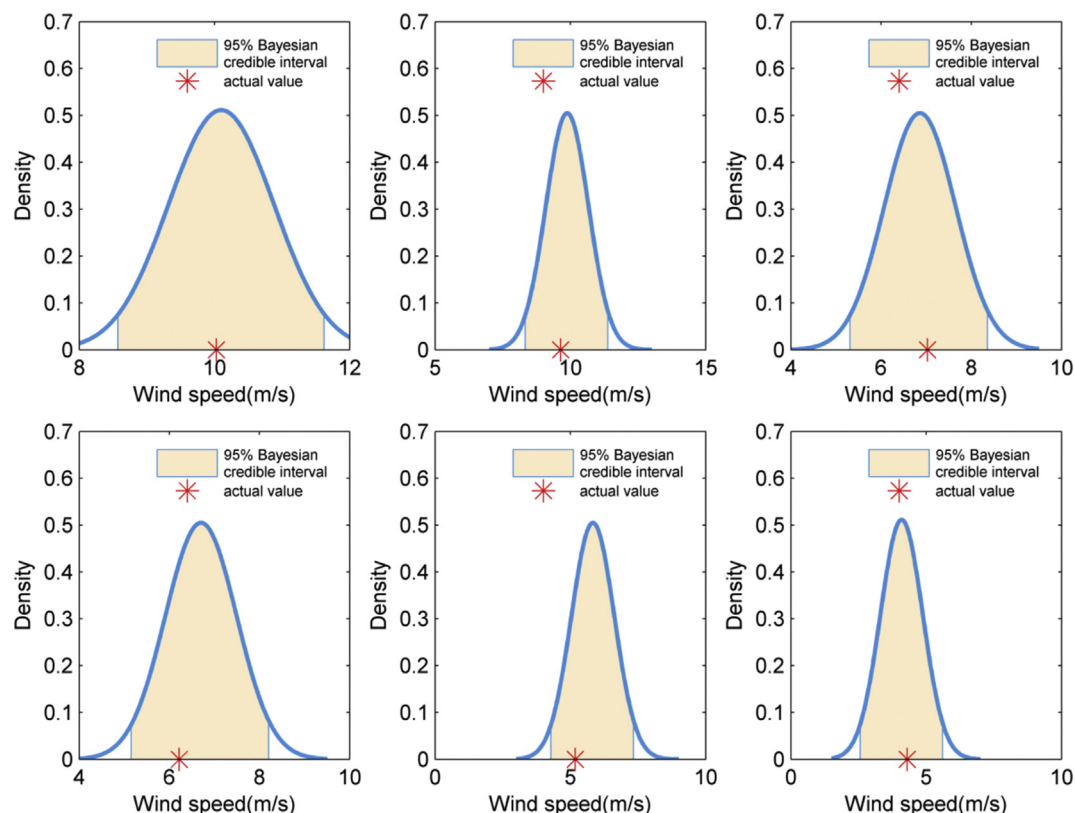 0.7
0.6
0.5
0.4
0.3
0.2
0.1
0
Density
95% Bayesian
credible interval
actual value
8
10
12
Wind speed(m/s)
0.7
0.6
0.5
0.4
0.3
0.2
0.1
0
Density
95% Bayesian
credible interval
actual value
5
10
15
Wind speed(m/s)
0.7
0.6
0.5
0.4
0.3
0.2
0.1
0
Density
95% Bayesian
credible interval
actual value
4
6
8
10
Wind speed(m/s)
0.7
0.6
0.5
0.4
0.3
0.2
0.1
0
Density
95% Bayesian
credible interval
actual value
4
6
8
10
Wind speed(m/s)
0.7
0.6
0.5
0.4
0.3
0.2
0.1
0
Density
95% Bayesian
credible interval
actual value
0
5
10
Wind speed(m/s)
0.7
0.6
0.5
0.4
0.3
0.2
0.1
0
Density
95% Bayesian
credible interval
actual value
0
5
10
Wind speed(m/s)